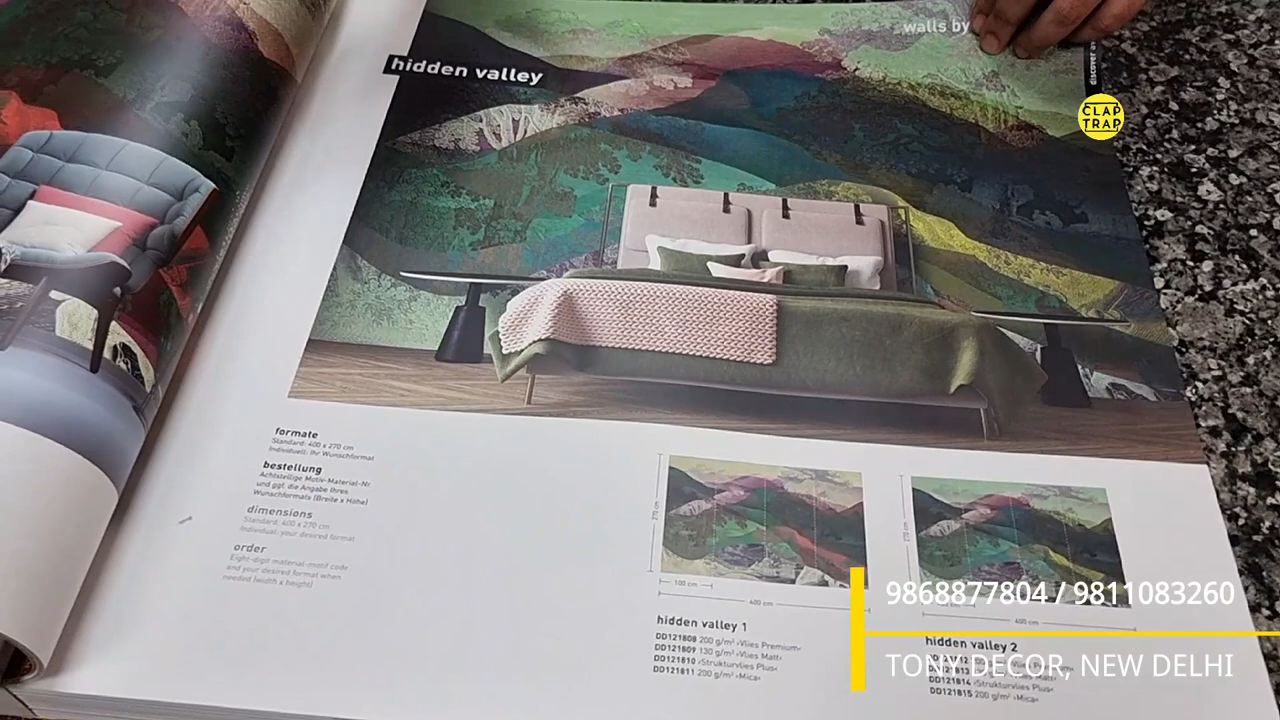 walls by
discover
CLAP
TRAP
hidden valley
formate
Standard: 400 x 270 cm
Individuell: Ihr Wunschformat
bestellung
Achtstellige Motiv-Material-Nr
und ggf. die Angabe Ihres
Wunschformats (Breite x Höhe)
dimensions
Standard: 400 x 270 cm
Individual: your desired format
order
Eight-digit material-motif code
and your desired format when
needed (width x height)
270 cm
100 cm
400 cm
hidden valley 1
DD121808 200 g/m² ›Vlies Premium‹
DD121809 130 g/m² ›Vlies Matt‹
DD121810 ›Strukturvlies Plus‹
DD121811 200 g/m² ›Mica‹
270 cm
400 cm
hidden valley 2
DD121814 ›Strukturvlies Plus‹
DD121815 200 g/m² ›Mica‹
9868877804 / 9811083260
TONY DECOR, NEW DELHI